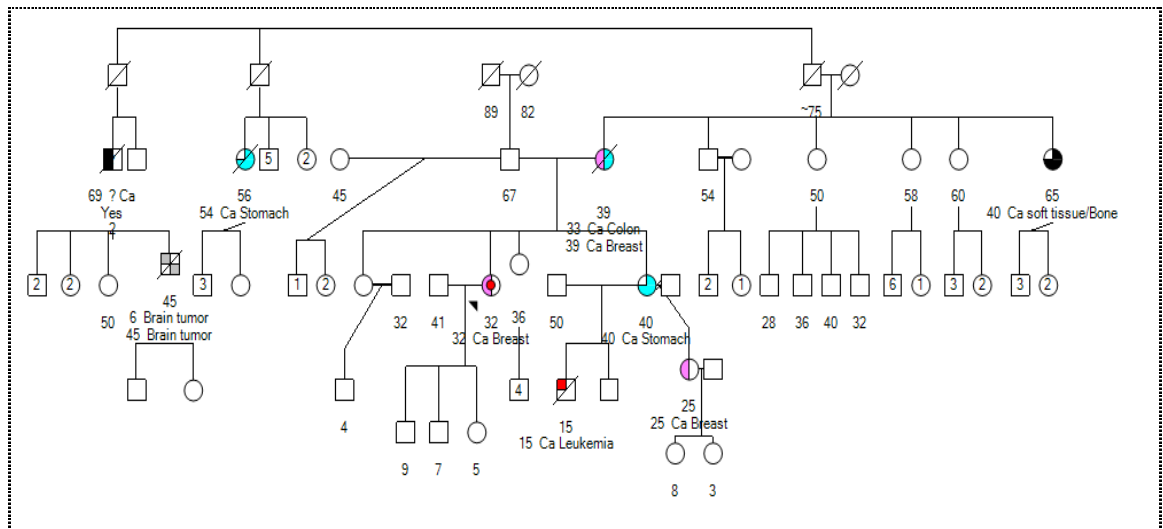 89 82 ~75
5 2
69 ? Ca 56 45 67 39 54 50 58 60 65
Yes 54 Ca Stomach 33 Ca Colon 40 Ca soft tissue/Bone
2 39 Ca Breast
2 2 3 1 2 2 1 6 1 3 2 3 2
50 45 32 41 32 36 50 40 28 36 40 32
6 Brain tumor 32 Ca Breast 40 Ca Stomach
45 Brain tumor
4 25
4 15 25 Ca Breast
15 Ca Leukemia
9 7 5
8 3